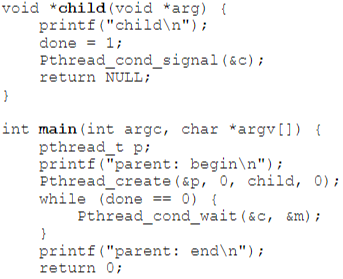 void *child(void *arg) {
    printf("child\n");
    done = 1;
    Pthread_cond_signal(&c);
    return NULL;
}

int main(int argc, char *argv[]) {
    pthread_t p;
    printf("parent: begin\n");
    Pthread_create(&p, 0, child, 0);
    while (done == 0) {
        Pthread_cond_wait(&c, &m);
    }
    printf("parent: end\n");
    return 0;